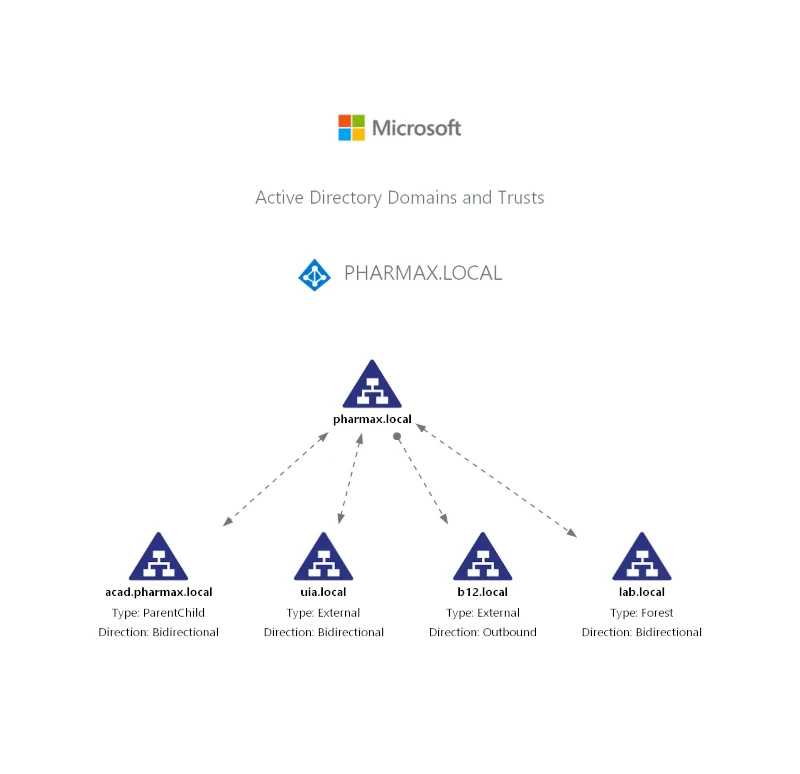 Microsoft
Active Directory Domains and Trusts
PHARMAX.LOCAL
pharmax.local
acad.pharmax.local
Type: ParentChild
Direction: Bidirectional
uia.local
Type: External
Direction: Bidirectional
b12.local
Type: External
Direction: Outbound
lab.local
Type: Forest
Direction: Bidirectional